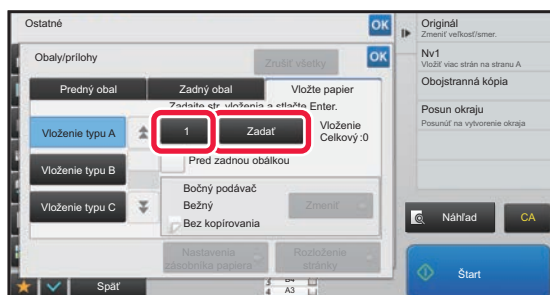 Ostatné
OK
Obaly/prílohy
Zrušiť všetky
OK
Predný obal
Zadný obal
Vložte papier
Zadajte str. vloženia a stlačte Enter.
Vloženie typu A
1
Zadať
Vloženie
Celkový:0
Pred zadnou obálkou
Vloženie typu B
Bočný podávač
Bežný
Zmeniť
Vloženie typu C
Bez kopírovania
Nastavenia
zásobníka papiera
Rozloženie
stránky
Späť
4
A3
Originál
Zmeniť veľkosť/smer.
Nv1
Vložiť viac strán na stranu A
Obojstranná kópia
Posun okraju
Posunúť na vytvorenie okraja
Náhľad
CA
Štart